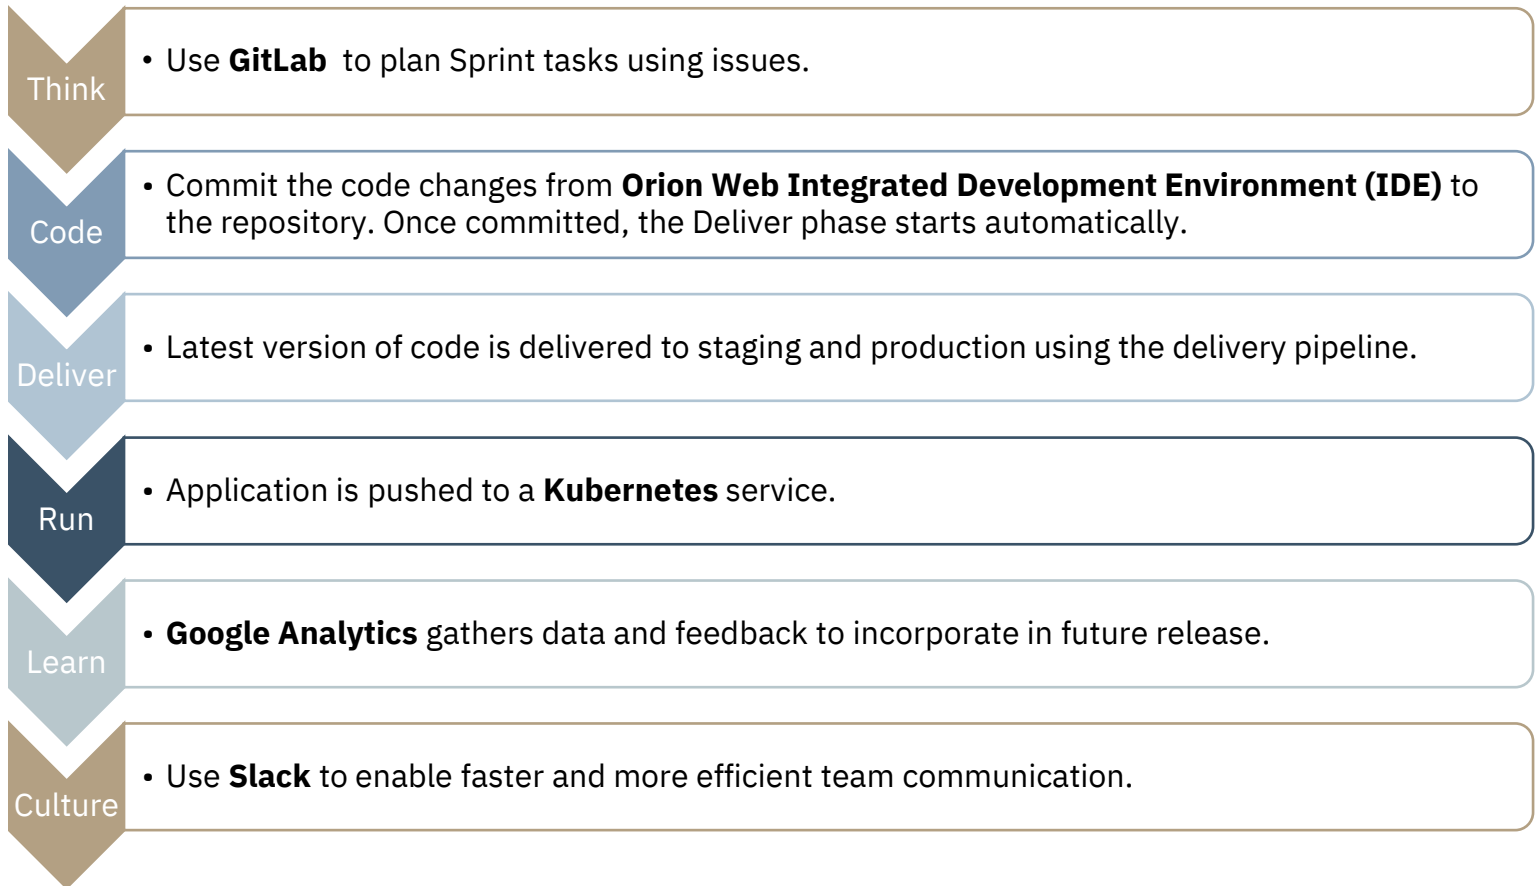 Think
• Use GitLab  to plan Sprint tasks using issues.
Code
• Commit the code changes from Orion Web Integrated Development Environment (IDE) to
the repository. Once committed, the Deliver phase starts automatically.
Deliver
• Latest version of code is delivered to staging and production using the delivery pipeline.
Run
• Application is pushed to a Kubernetes service.
Learn
• Google Analytics gathers data and feedback to incorporate in future release.
Culture
• Use Slack to enable faster and more efficient team communication.